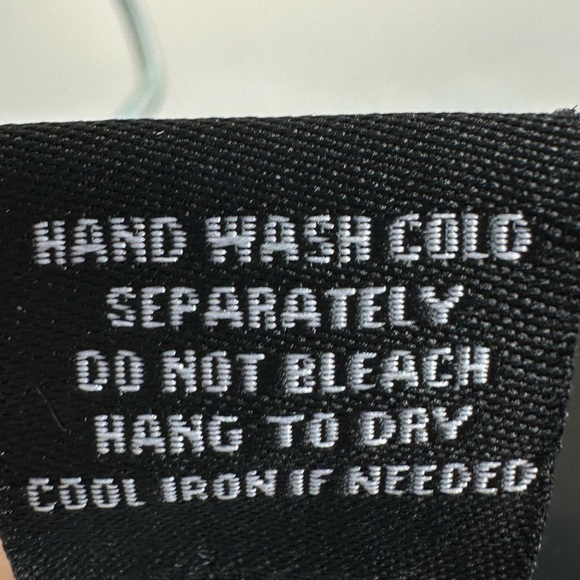 HAND WASH COLD
SEPARATELY
DO NOT BLEACH
HANG TO DRY
COOL IRON IF NEEDED